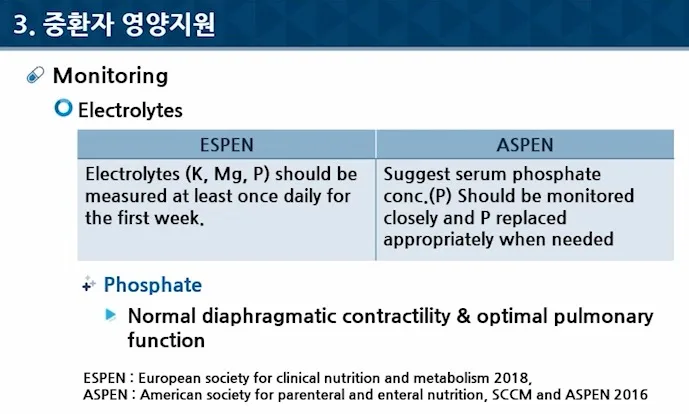 3. 중환자 영양지원
Monitoring
Electrolytes
ESPEN
ASPEN
Electrolytes (K, Mg, P) should be
measured at least once daily for
the first week.
Suggest serum phosphate
conc.(P) Should be monitored
closely and P replaced
appropriately when needed
Phosphate
Normal diaphragmatic contractility & optimal pulmonary
function
ESPEN : European society for clinical nutrition and metabolism 2018,
ASPEN : American society for parenteral and enteral nutrition, SCCM and ASPEN 2016